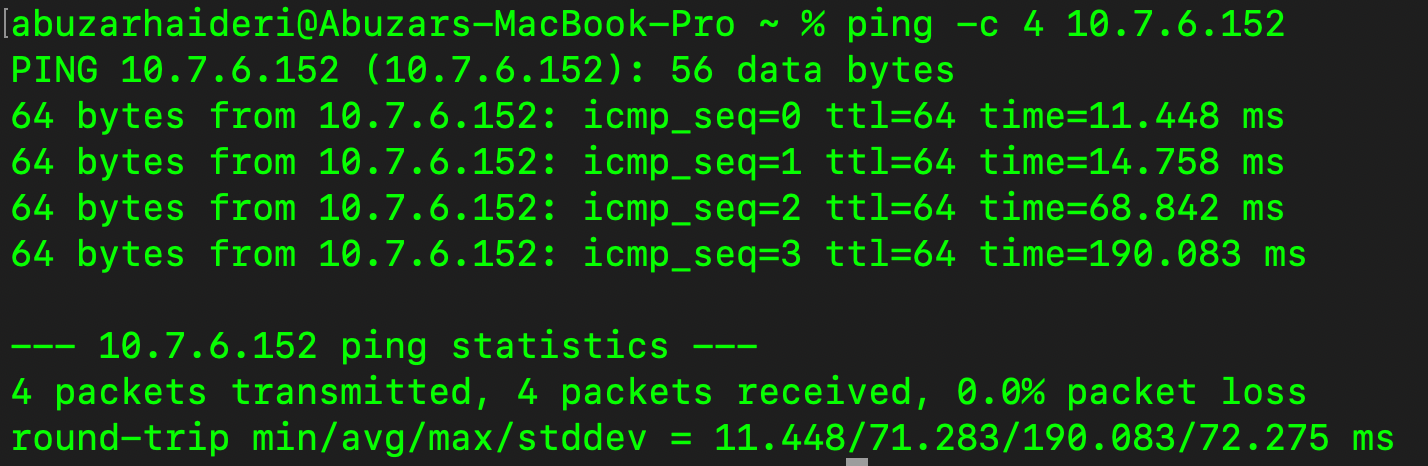 [abuzarhaideri@Abuzars-MacBook-Pro ~ % ping -c 4 10.7.6.152
PING 10.7.6.152 (10.7.6.152): 56 data bytes
64 bytes from 10.7.6.152: icmp_seq=0 ttl=64 time=11.448 ms
64 bytes from 10.7.6.152: icmp_seq=1 ttl=64 time=14.758 ms
64 bytes from 10.7.6.152: icmp_seq=2 ttl=64 time=68.842 ms
64 bytes from 10.7.6.152: icmp_seq=3 ttl=64 time=190.083 ms
--- 10.7.6.152 ping statistics ---
4 packets transmitted, 4 packets received, 0.0% packet loss
round-trip min/avg/max/stddev = 11.448/71.283/190.083/72.275 ms